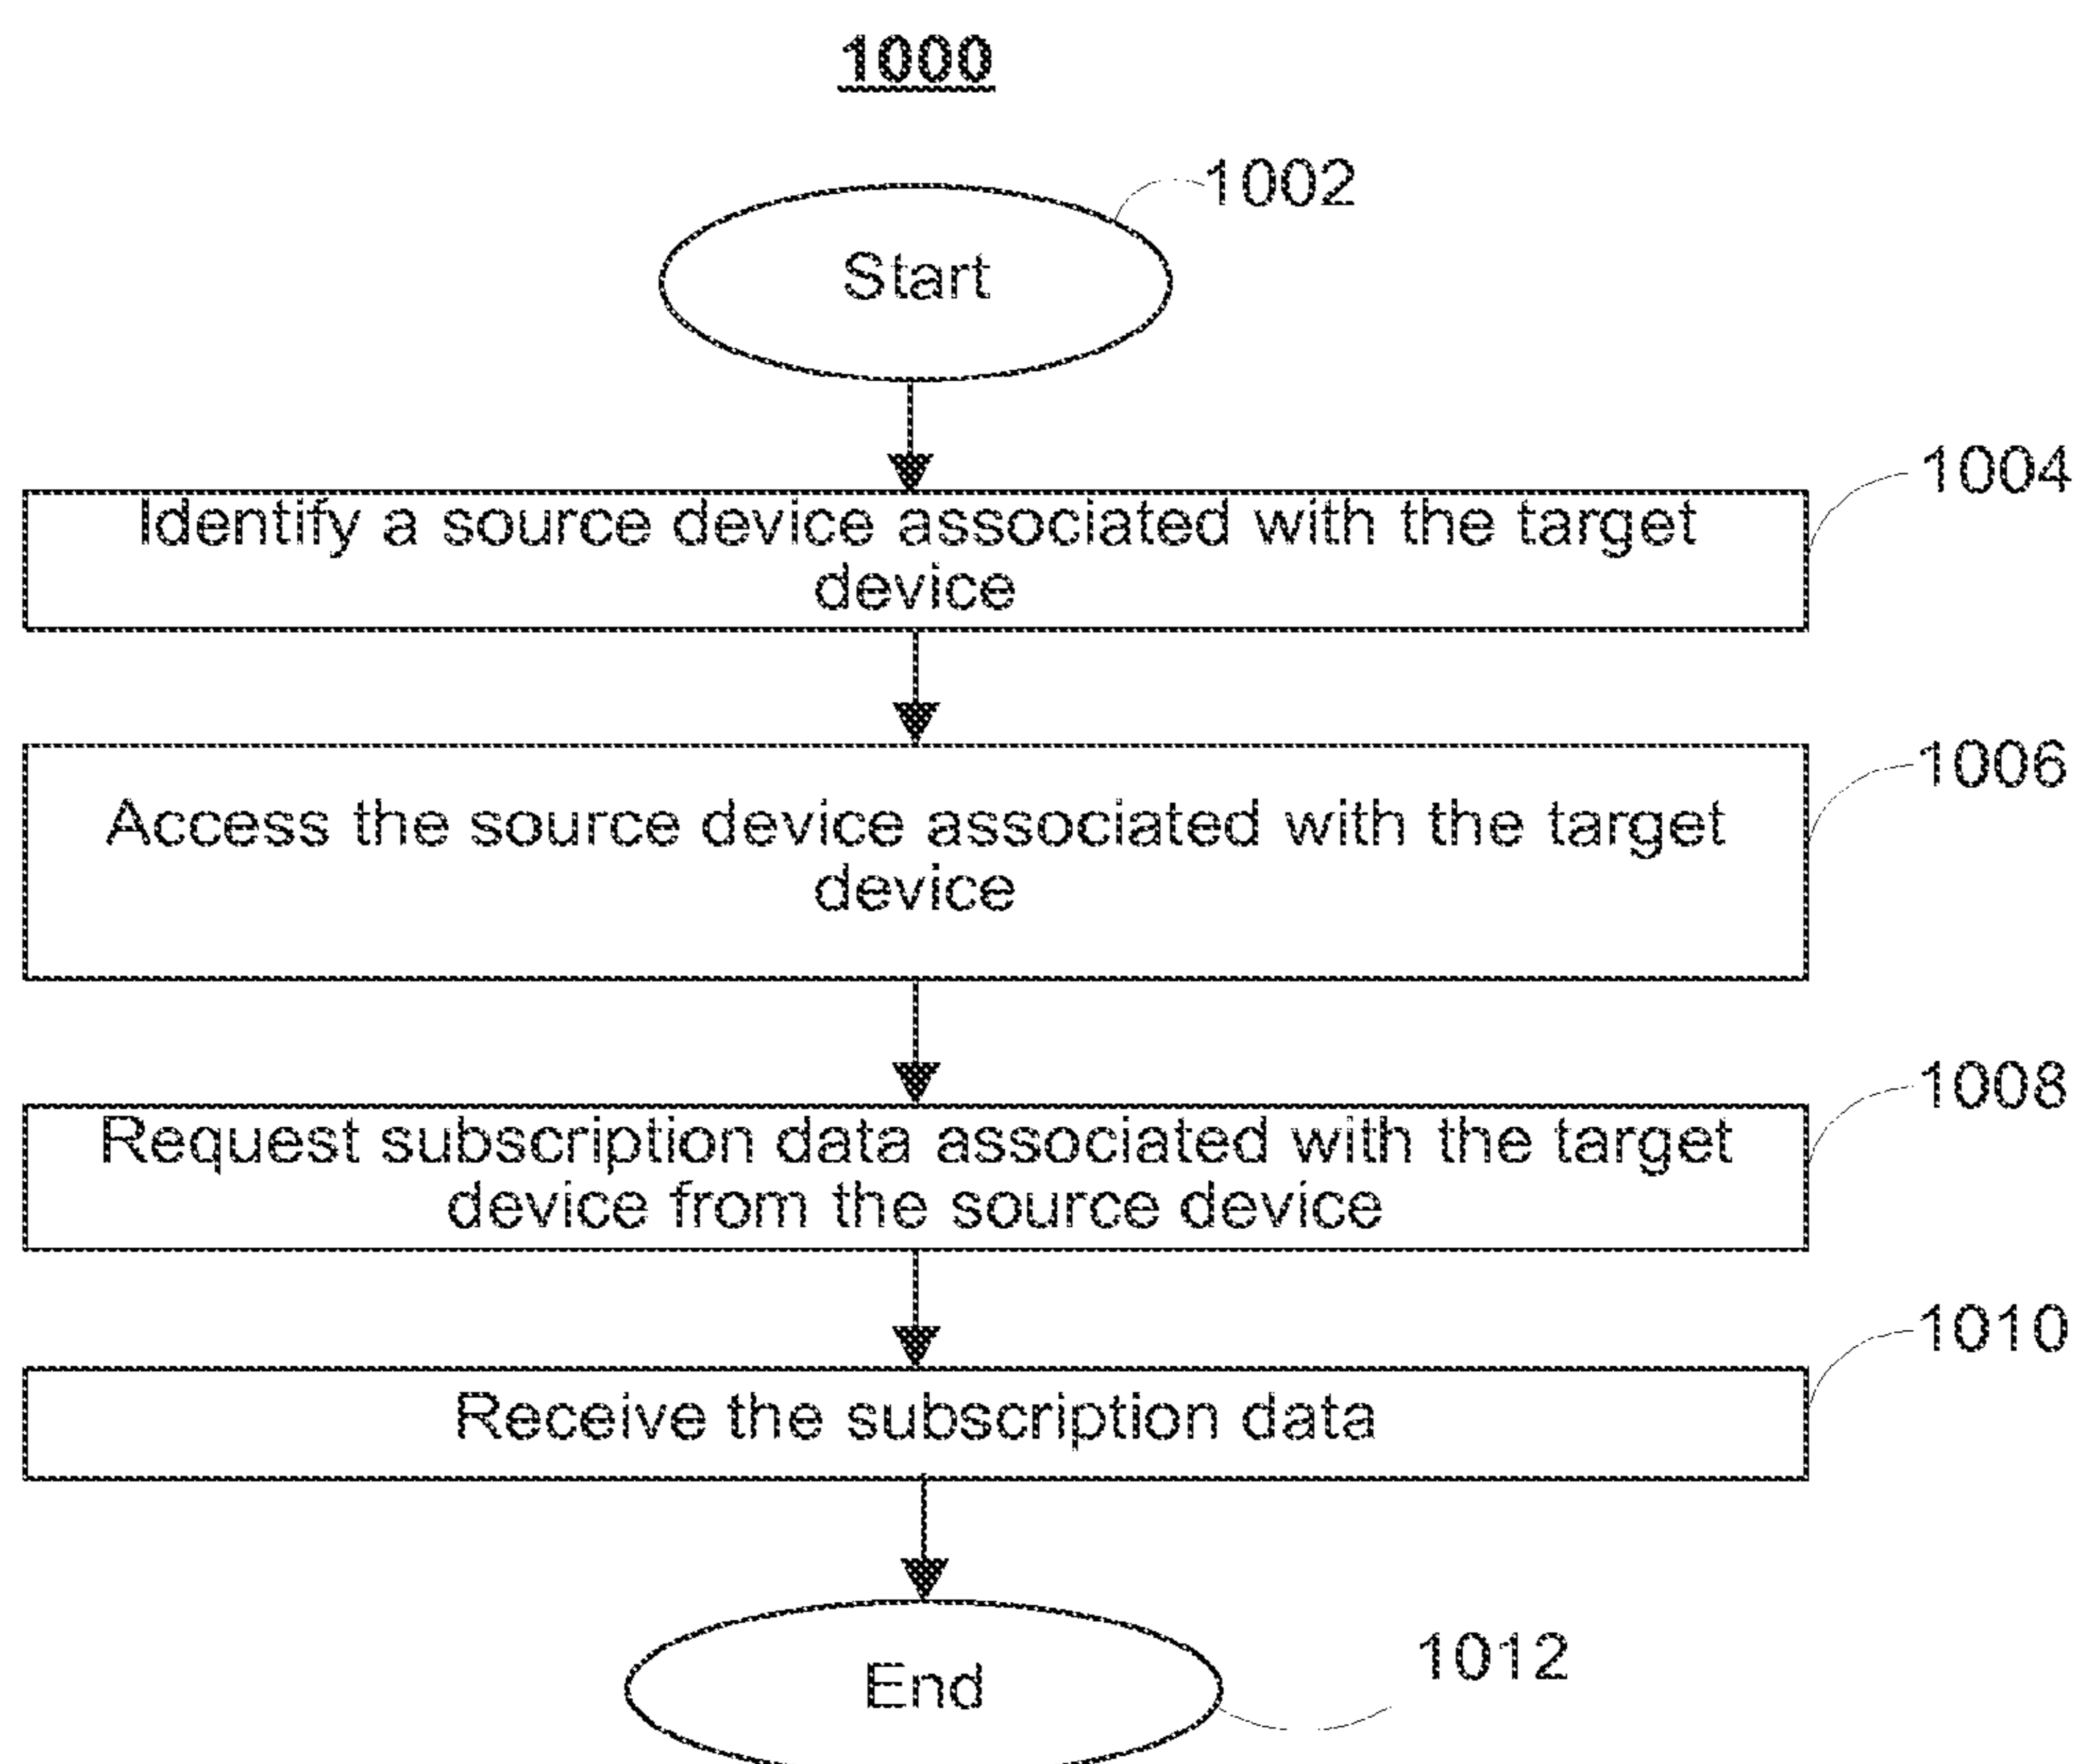 1000
1002
Start
1004
Identify a source device associated with the target
device
1006
Access the source device associated with the target
device
1008
Request subscription data associated with the target
device from the source device
1010
Receive the subscription data
1012
End